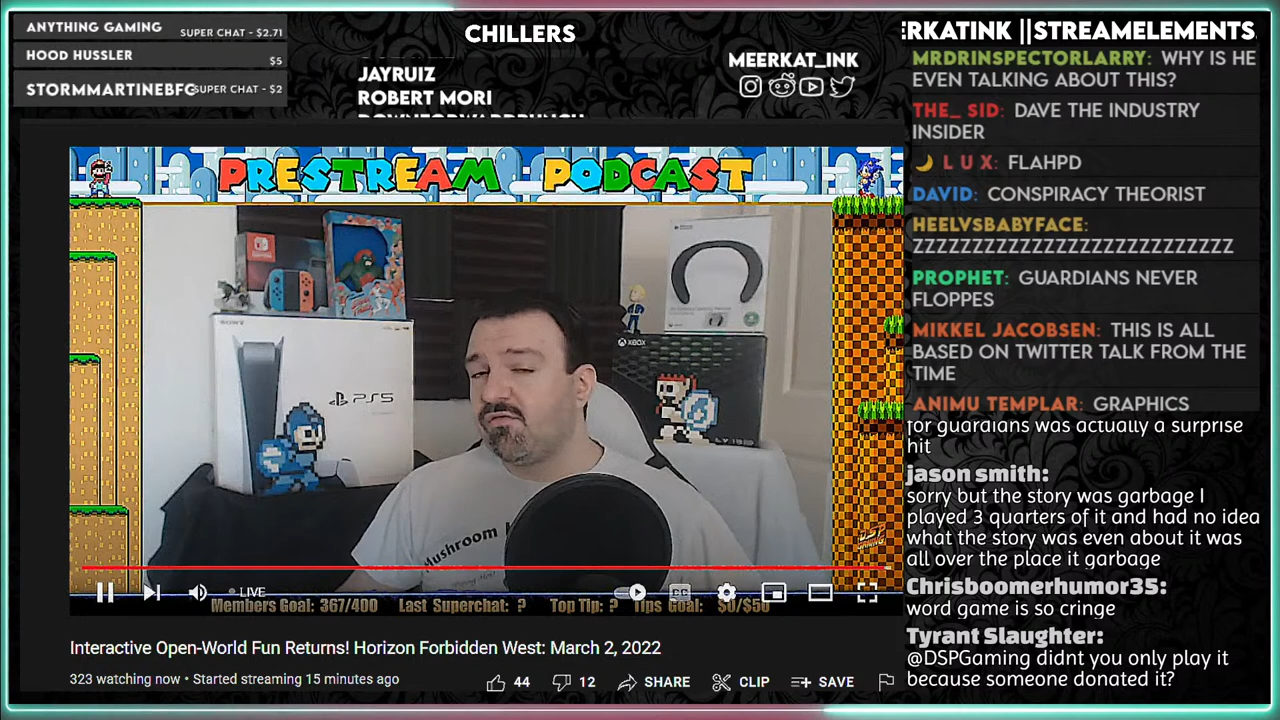 ANYTHING GAMING SUPER CHAT - $2.71
HOOD HUSSLER $5
STORMMARTINEBFC SUPER CHAT - $2
CHILLERS
JAYRUIZ
ROBERT MORI
MEERKAT_INK
ERKATINK ||STREAMELEMENTS
MRDRINSPECTORLARRY: WHY IS HE
EVEN TALKING ABOUT THIS?
THE_ SID: DAVE THE INDUSTRY
INSIDER
L U X: FLAHPD
DAVID: CONSPIRACY THEORIST
HEELVSBABYFACE:
ZZZZZZZZZZZZZZZZZZZZZZZZZZZ
PROPHET: GUARDIANS NEVER
FLOPPES
MIKKEL JACOBSEN: THIS IS ALL
BASED ON TWITTER TALK FROM THE
TIME
ANIMU TEMPLAR: GRAPHICS
for guardians was actually a surprise
hit
jason smith:
sorry but the story was garbage I
played 3 quarters of it and had no idea
what the story was even about it was
all over the place it garbage
Chrisboomerhumor35:
word game is so cringe
Tyrant Slaughter:
@DSPGaming didnt you only play it
because someone donated it?
PRESTREAM PODCAST
SONY
PS5
XBOX
Mushroom
DSP
GAMING
LIVE
CC
Members Goal: 367/400 Last Superchat: ? Top Tip: ? Tips Goal: $0/$50
Interactive Open-World Fun Returns! Horizon Forbidden West: March 2, 2022
323 watching now • Started streaming 15 minutes ago
44 12 SHARE CLIP SAVE